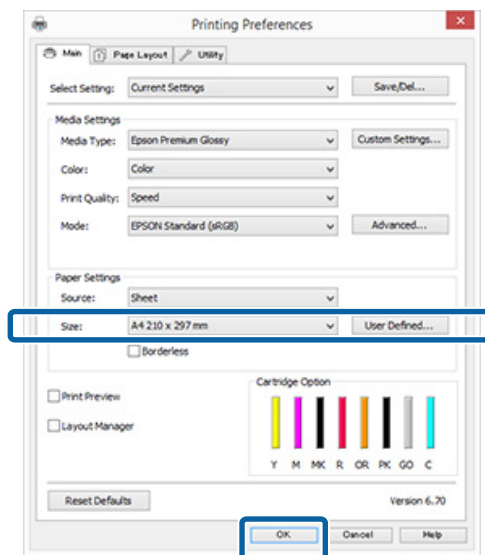 Printing Preferences
Main Page Layout Utility
Select Setting: Current Settings Save/Del...
Media Settings
Media Type: Epson Premium Glossy Custom Settings...
Color: Color
Print Quality: Speed
Mode: EPSON Standard (sRGB) Advanced...
Paper Settings
Source: Sheet
Size: A4 210 x 297 mm User Defined...
Borderless
Cartridge Option
Print Preview
Layout Manager
Y M MK R OR PK GO C
Reset Defaults Version 6.70
OK Cancel Help